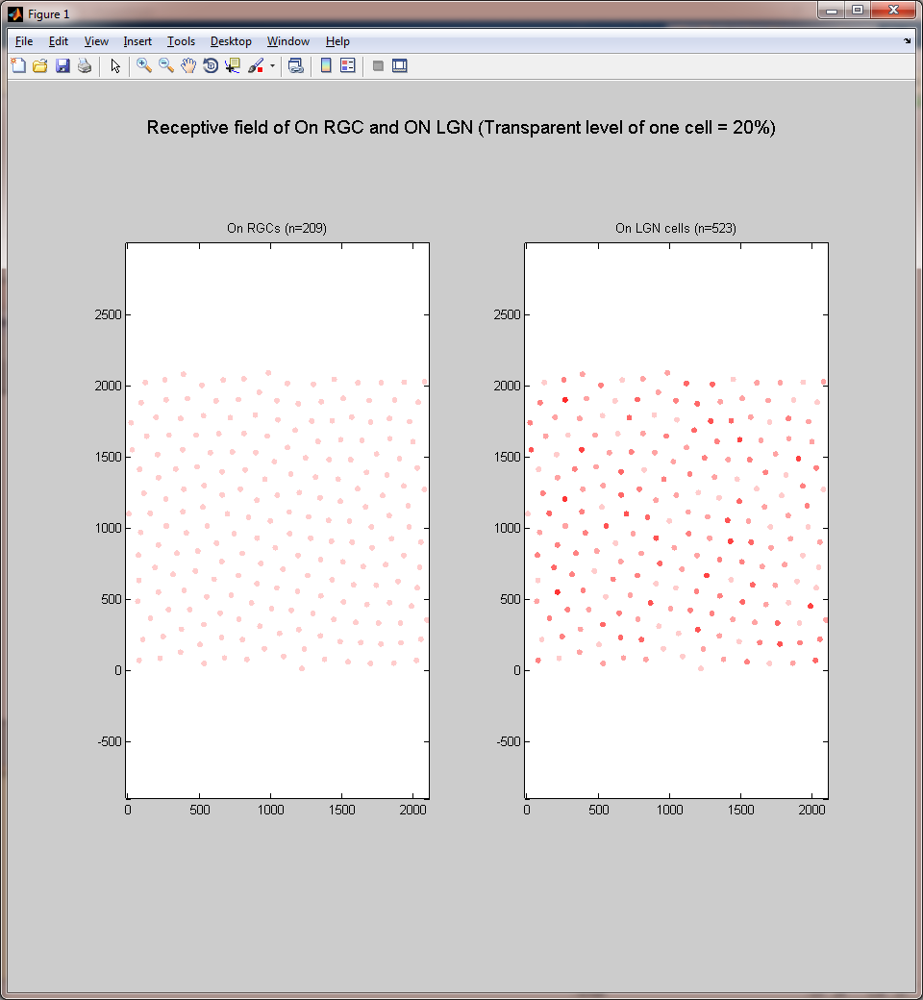 Figure 1
File Edit View Insert Tools Desktop Window Help
Receptive field of On RGC and ON LGN (Transparent level of one cell = 20%)
On RGCs (n=209)
2500
2000
1500
1000
500
0
-500
0 500 1000 1500 2000
On LGN cells (n=523)
2500
2000
1500
1000
500
0
-500
0 500 1000 1500 2000